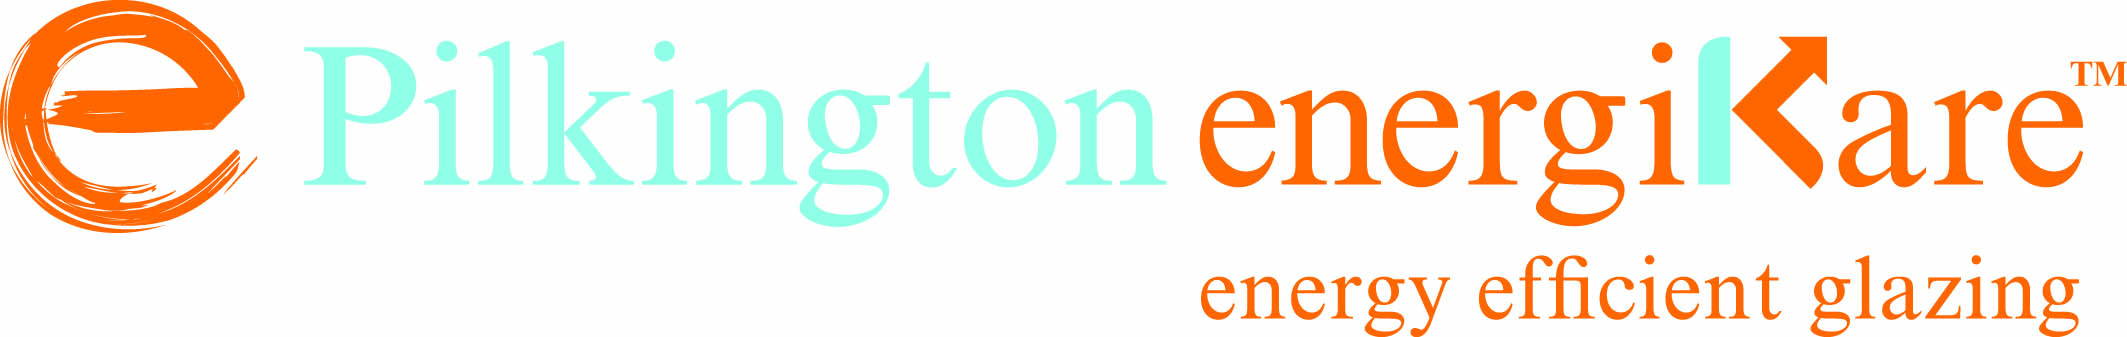 e Pilkington energiKare™
energy efficient glazing